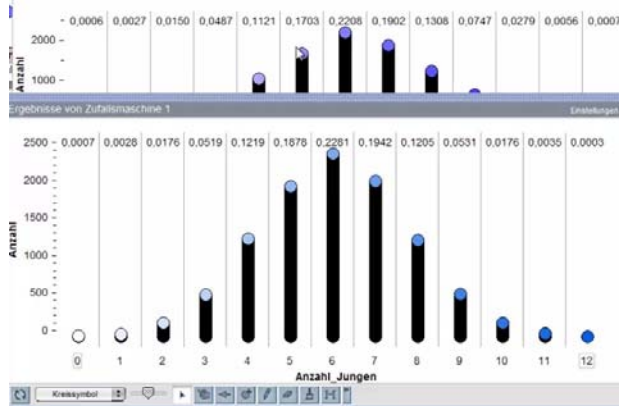 0,0006 0,0027 0,0150 0,0487 0,1121 0,1703 0,2208 0,1902 0,1308 0,0747 0,0279 0,0056 0,0007
2000
1000
Anzahl
Ergebnisse von Zufallsmaschine 1 Einstellungen
2500 0,0007 0,0028 0,0176 0,0519 0,1219 0,1878 0,2281 0,1942 0,1205 0,0531 0,0176 0,0035 0,0003
2000
1500
1000
500
0
Anzahl
0 1 2 3 4 5 6 7 8 9 10 11 12
Anzahl_Jungen
Kreissymbol